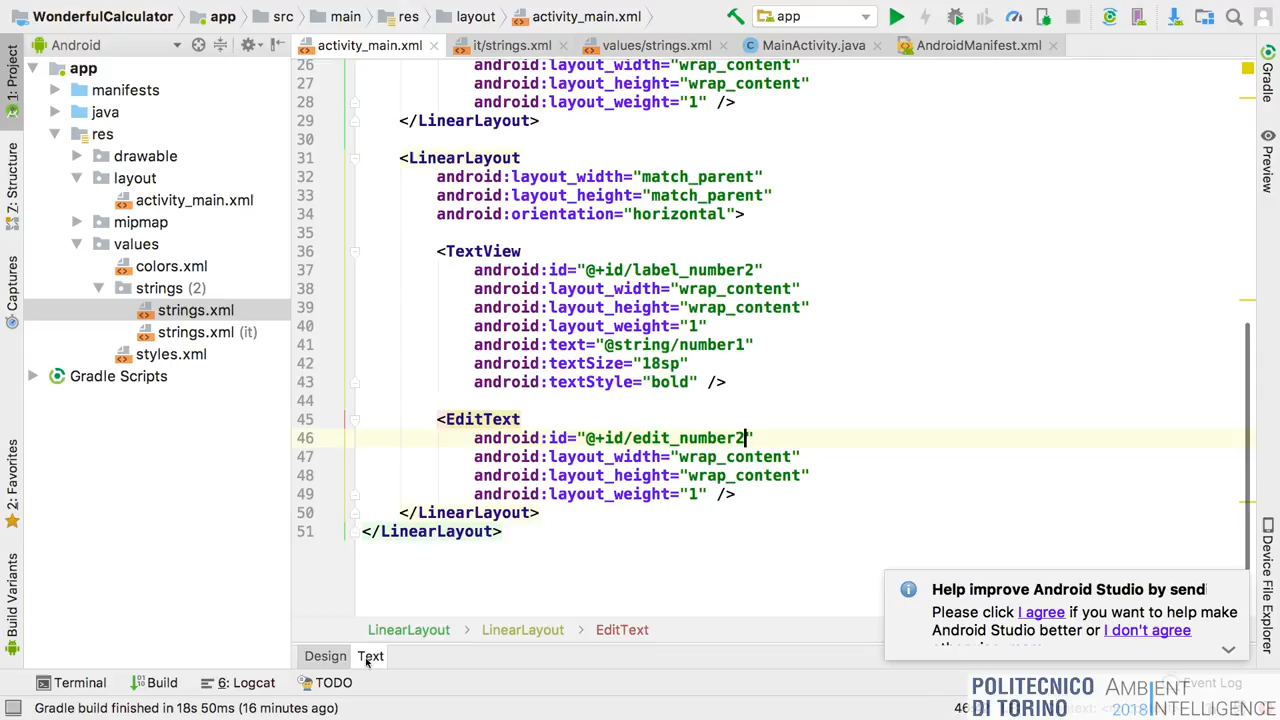 WonderfulCalculator app src main res layout activity_main.xml app
Android activity_main.xml it/strings.xml values/strings.xml MainActivity.java AndroidManifest.xml
1: Project
Z: Structure
Captures
2: Favorites
Build Variants
app
manifests
java
res
drawable
layout
activity_main.xml
mipmap
values
colors.xml
strings (2)
strings.xml
strings.xml (it)
styles.xml
Gradle Scripts
26 android:layout_width="wrap_content"
27 android:layout_height="wrap_content"
28 android:layout_weight="1" />
29 </LinearLayout>
30
31 <LinearLayout
32 android:layout_width="match_parent"
33 android:layout_height="match_parent"
34 android:orientation="horizontal">
35
36 <TextView
37 android:id="@+id/label_number2"
38 android:layout_width="wrap_content"
39 android:layout_height="wrap_content"
40 android:layout_weight="1"
41 android:text="@string/number1"
42 android:textSize="18sp"
43 android:textStyle="bold" />
44
45 <EditText
46 android:id="@+id/edit_number2"
47 android:layout_width="wrap_content"
48 android:layout_height="wrap_content"
49 android:layout_weight="1" />
50 </LinearLayout>
51 </LinearLayout>
Gradle
Preview
Device File Explorer
Help improve Android Studio by send
Please click I agree if you want to help make
Android Studio better or I don't agree
LinearLayout > LinearLayout > EditText
Design Text
Terminal Build 6: Logcat TODO Event Log
Gradle build finished in 18s 50ms (16 minutes ago)
POLITECNICO
DI TORINO
AMBIENT
2018 INTELLIGENCE